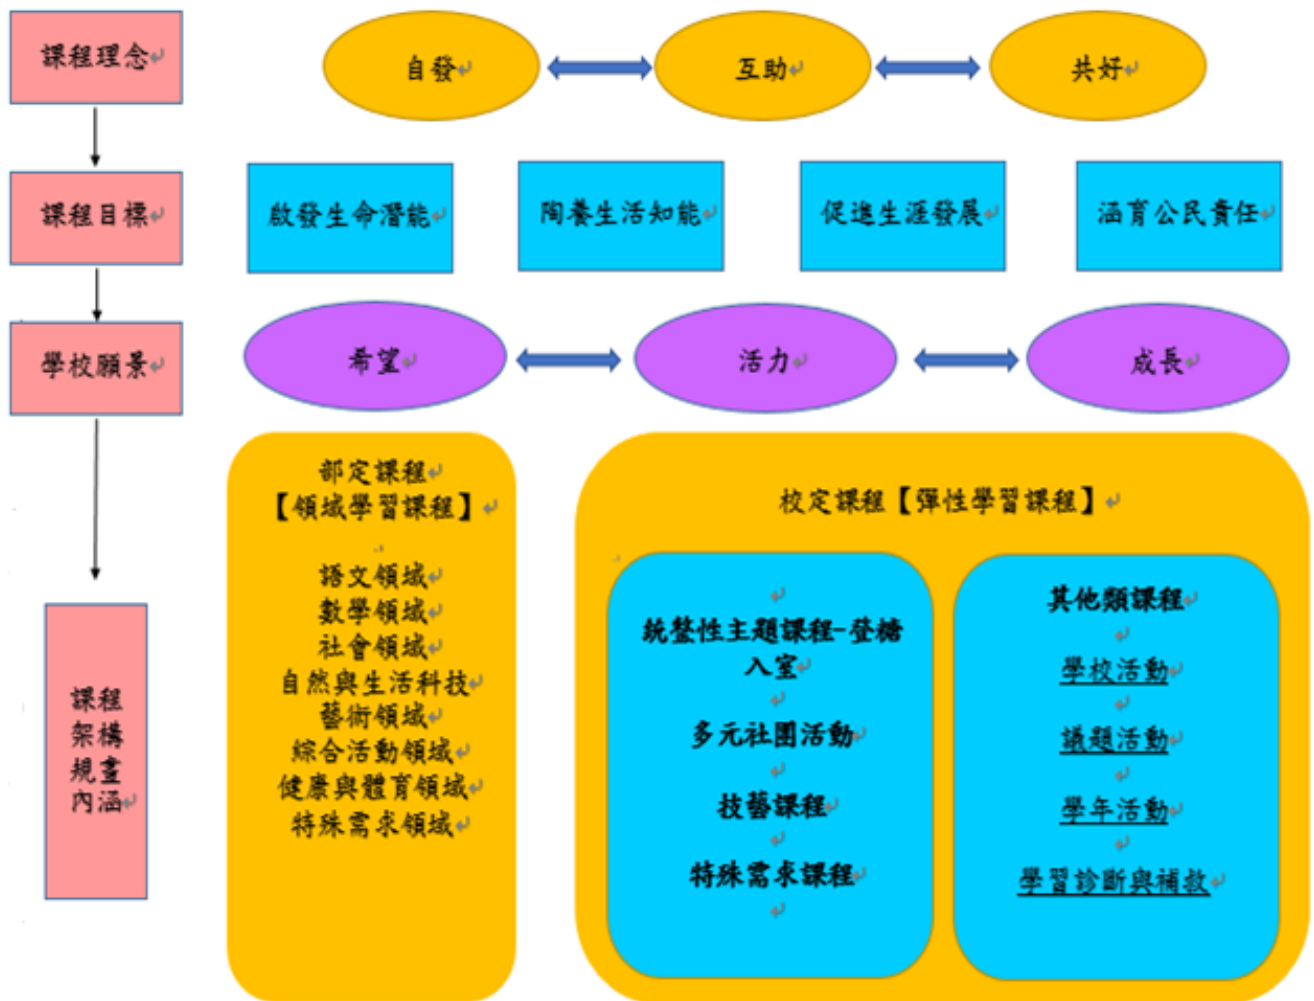 課程理念
自發
互助
共好
課程目標
啟發生命潛能
陶養生活知能
促進生涯發展
涵育公民責任
學校願景
希望
活力
成長
課程
架構
規畫
內涵
部定課程
【領域學習課程】
語文領域
數學領域
社會領域
自然與生活科技
藝術領域
綜合活動領域
健康與體育領域
特殊需求領域
校定課程【彈性學習課程】
統整性主題課程-登糖
入室
多元社團活動
技藝課程
特殊需求課程
其他類課程
學校活動
議題活動
學年活動
學習診斷與補救